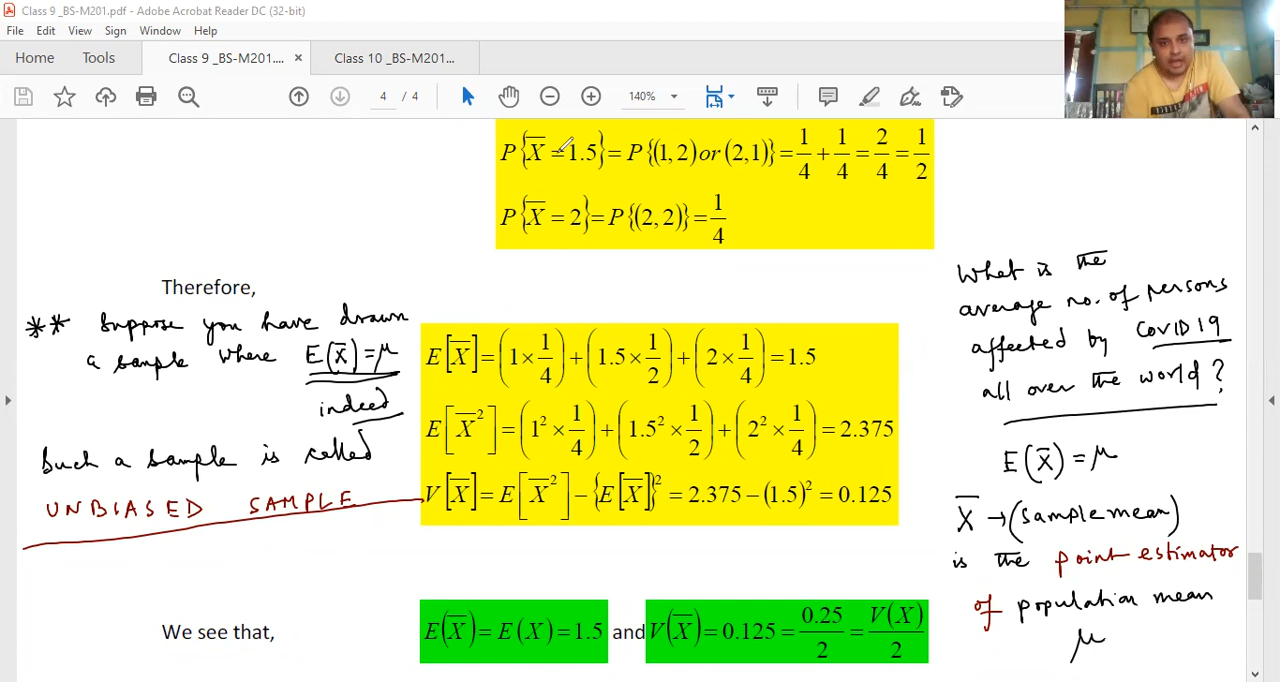 Class 9 _BS-M201.pdf - Adobe Acrobat Reader DC (32-bit)
File Edit View Sign Window Help
Home Tools Class 9 _BS-M201.... × Class 10 _BS-M201...
4 / 4 140%
P{X̅ = 1.5} = P{(1, 2) or (2,1)} = 1/4 + 1/4 = 2/4 = 1/2
P{X̅ = 2} = P{(2, 2)} = 1/4
Therefore,
** Suppose you have drawn
a sample where E(X̅) = μ
indeed
Such a sample is called
UNBIASED SAMPLE
E[X̅] = (1 × 1/4) + (1.5 × 1/2) + (2 × 1/4) = 1.5
E[X̅²] = (1² × 1/4) + (1.5² × 1/2) + (2² × 1/4) = 2.375
V[X̅] = E[X̅²] − {E[X̅]}² = 2.375 − (1.5)² = 0.125
What is the
average no. of persons
affected by COVID19
all over the world?
E(X̅) = μ
X̅ → (sample mean)
is the point estimator
of population mean
μ
We see that,
E(X̅) = E(X) = 1.5 and V(X̅) = 0.125 = 0.25/2 = V(X)/2